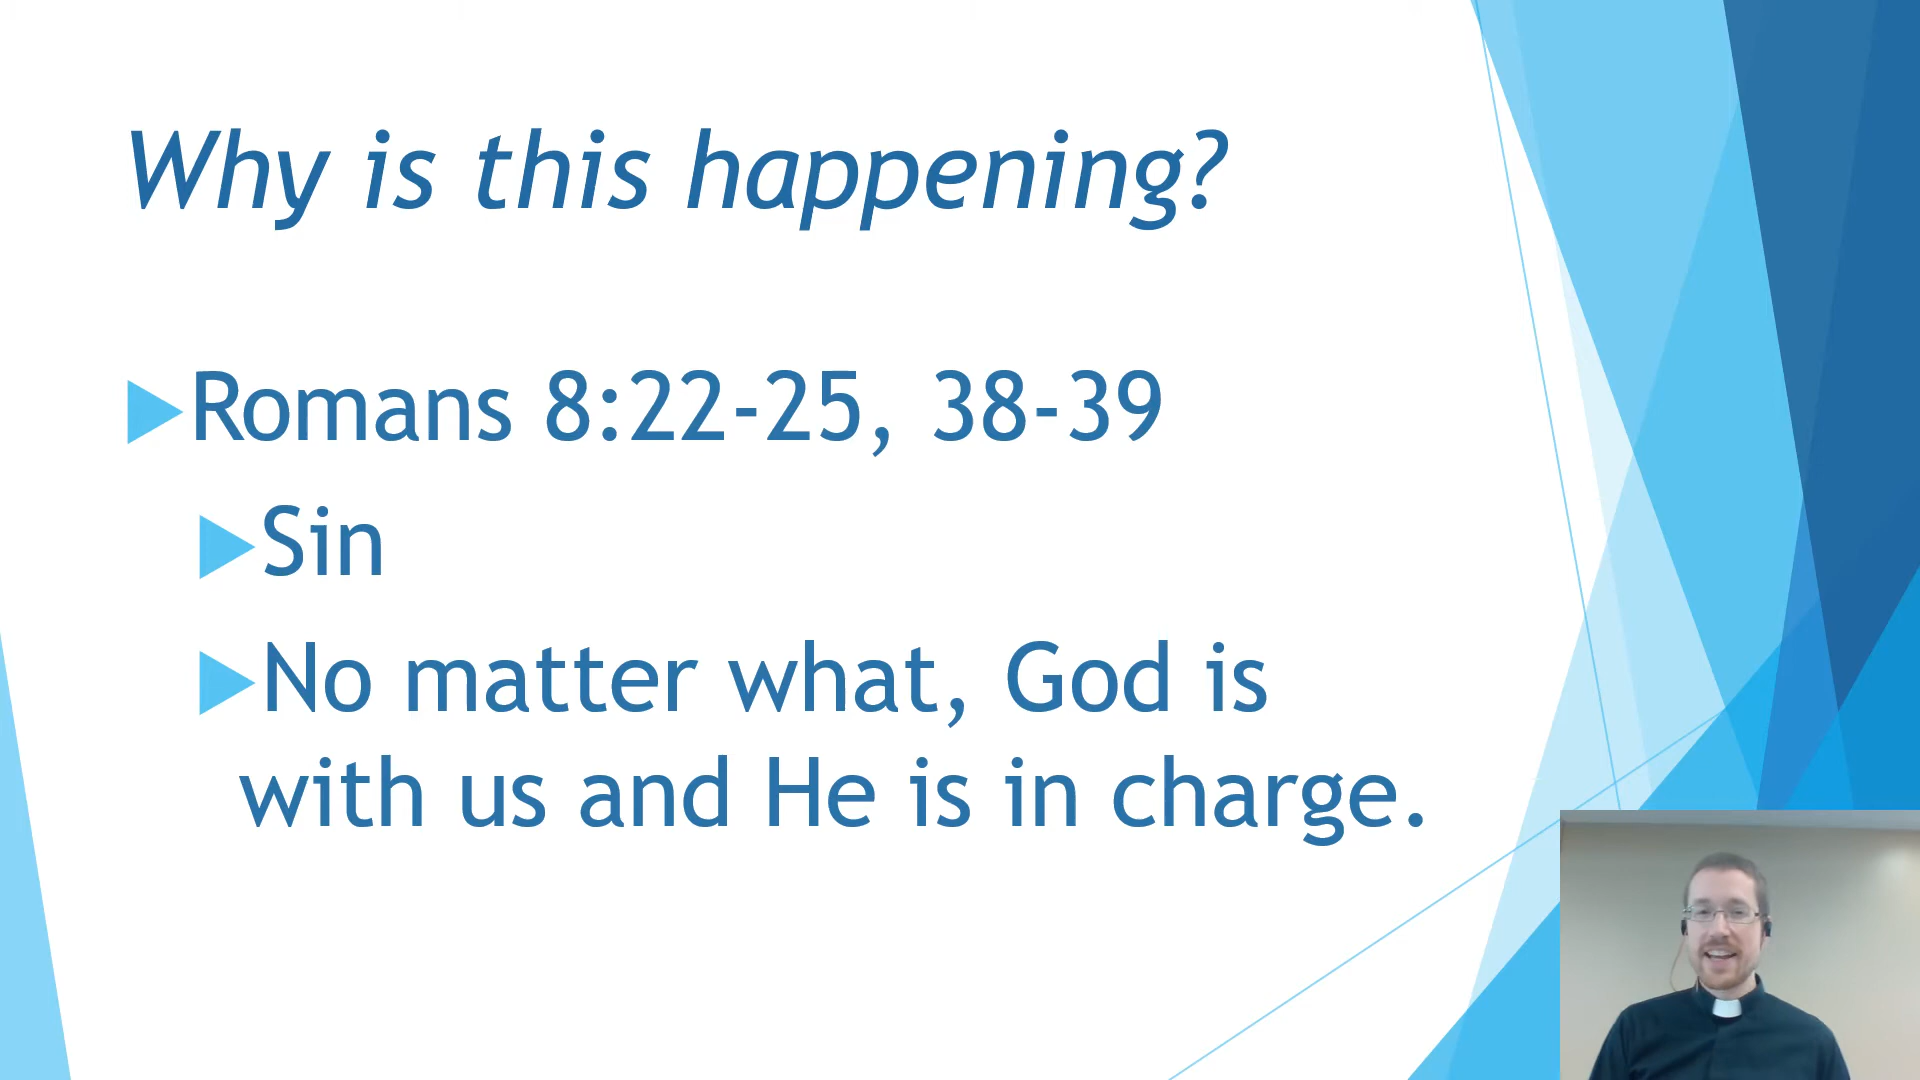 Why is this happening?
Romans 8:22-25, 38-39
Sin
No matter what, God is
with us and He is in charge.